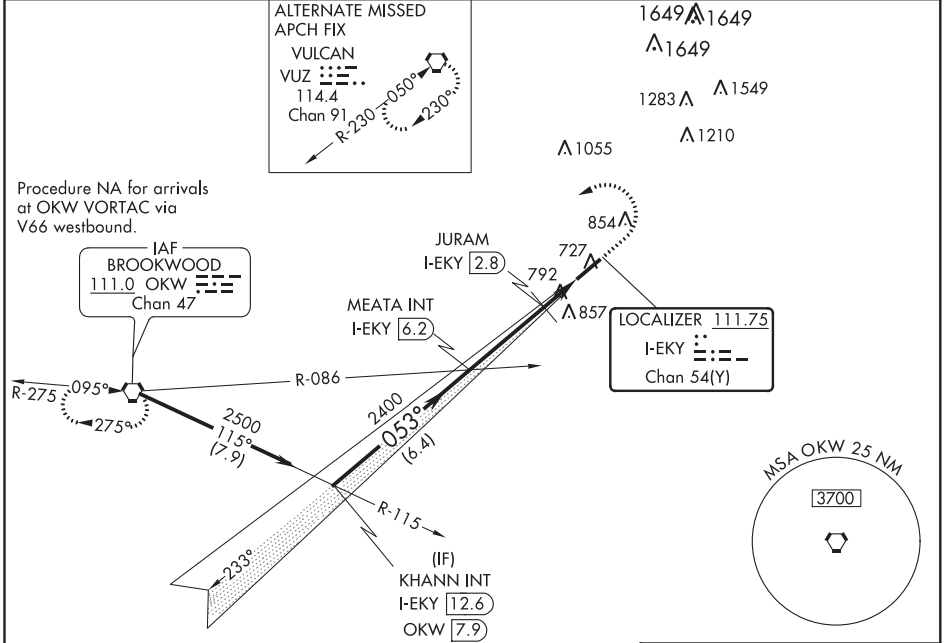 ALTERNATE MISSED
APCH FIX
VULCAN
VUZ
114.4
Chan 91
R-230
050°
230°
1649 1649
1649
1283
1549
1210
1055
854
727
792
857
Procedure NA for arrivals
at OKW VORTAC via
V66 westbound.
IAF
BROOKWOOD
111.0 OKW
Chan 47
JURAM
I-EKY 2.8
MEATA INT
I-EKY 6.2
LOCALIZER 111.75
I-EKY
Chan 54(Y)
R-275
095°
275°
R-086
2500
115°
(7.9)
2400
053°
(6.4)
R-115
233°
(IF)
KHANN INT
I-EKY 12.6
OKW 7.9
MSA OKW 25 NM
3700